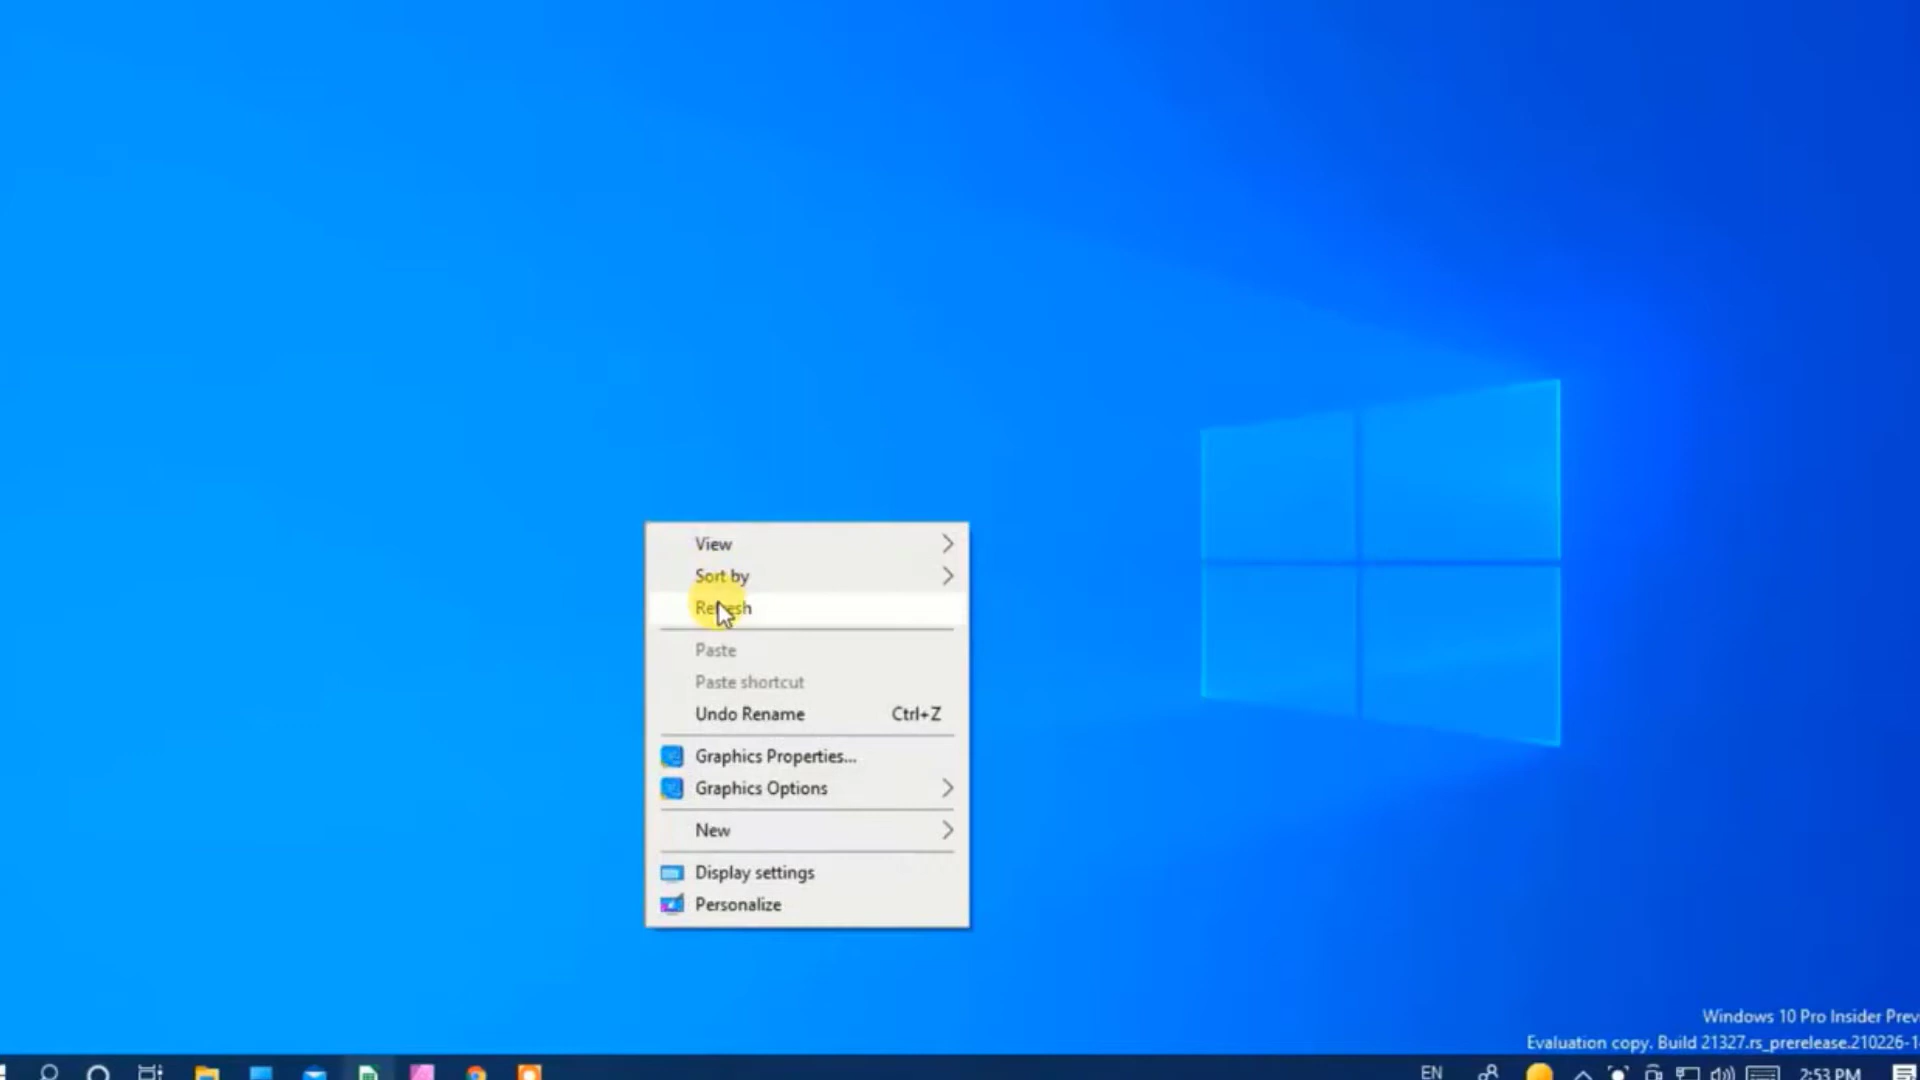 View
Sort by
Refresh
Paste
Paste shortcut
Undo Rename Ctrl+Z
Graphics Properties...
Graphics Options
New
Display settings
Personalize
Windows 10 Pro Insider Prev
Evaluation copy. Build 21327.rs_prerelease.210226-1
EN 2:53 PM